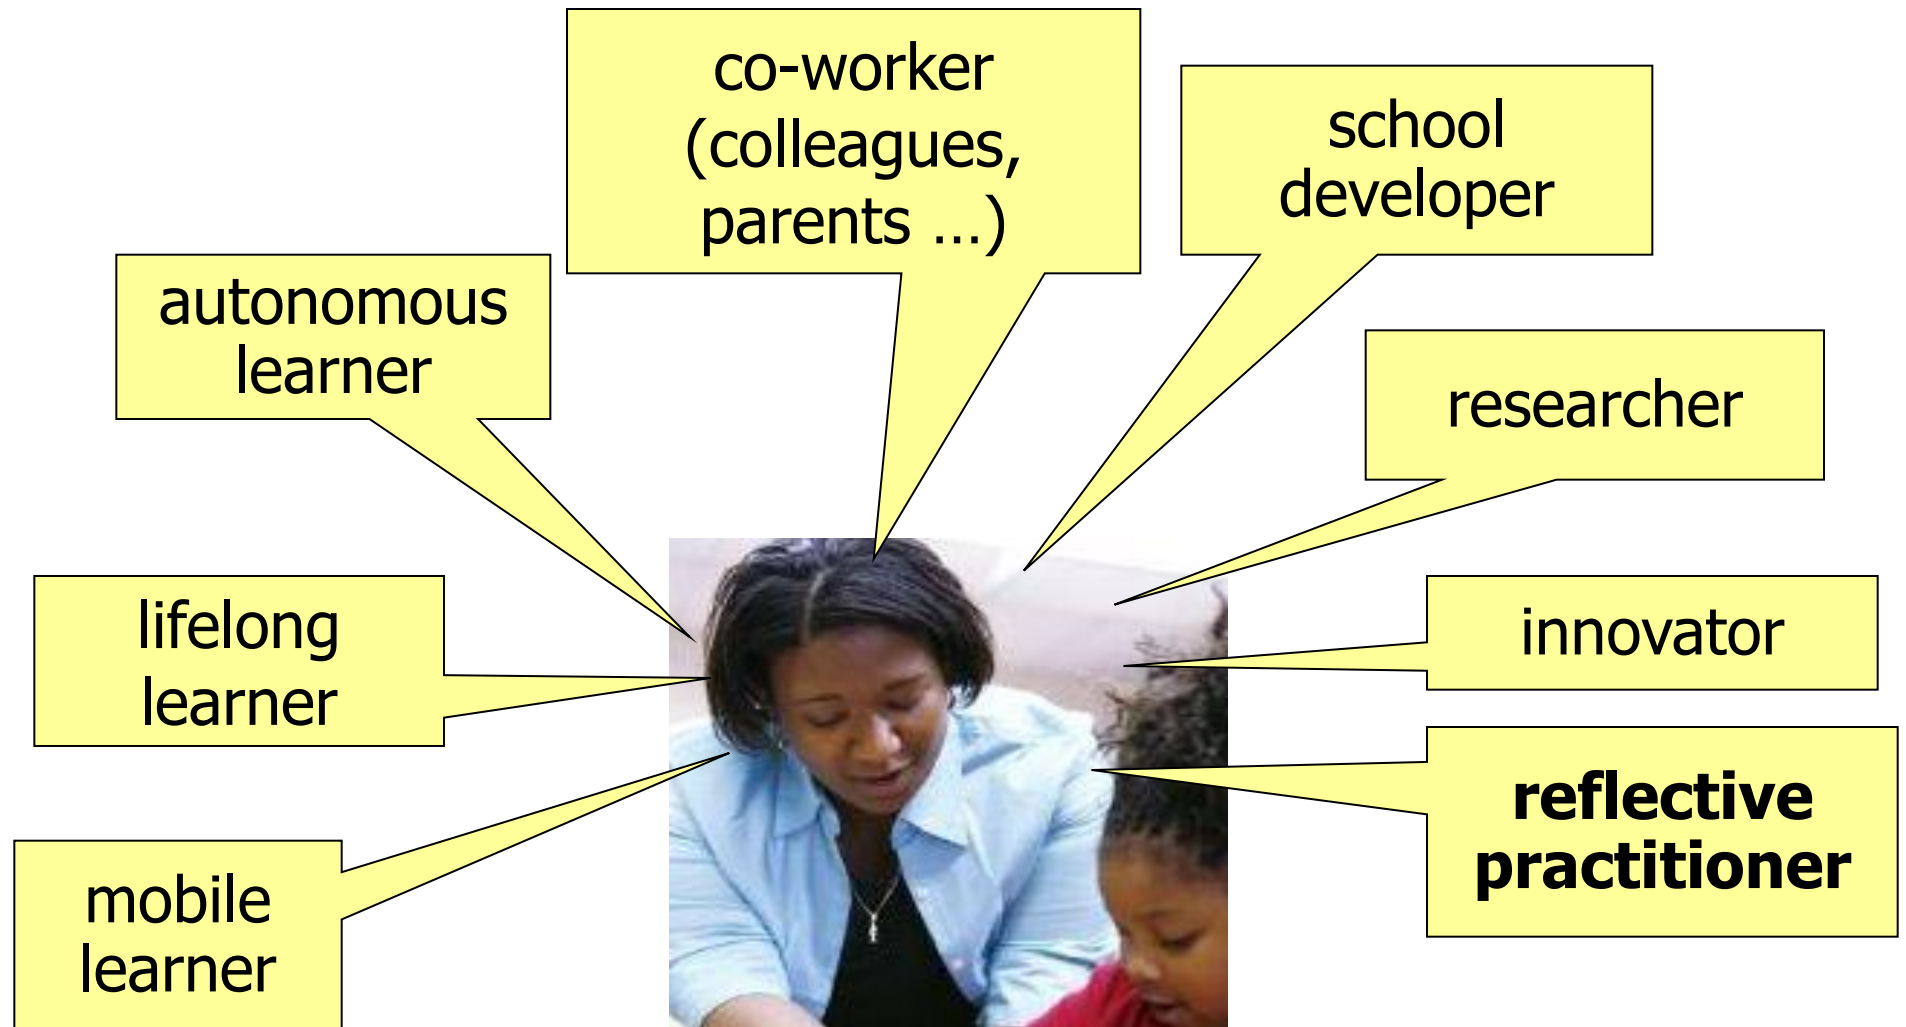 co-worker
(colleagues,
parents ...)
school
developer
autonomous
learner
researcher
lifelong
learner
innovator
reflective
practitioner
mobile
learner